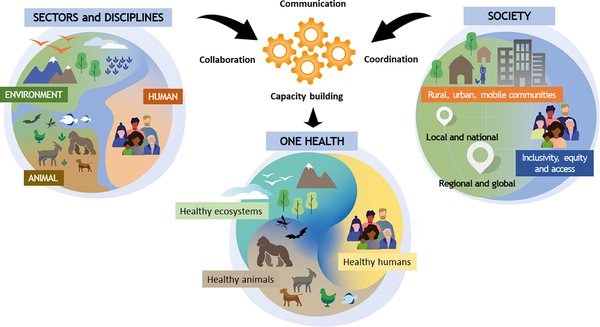 Communication
SECTORS and DISCIPLINES
SOCIETY
Collaboration
Coordination
Capacity building
ENVIRONMENT
HUMAN
ANIMAL
Rural, urban, mobile communities
Local and national
Inclusivity, equity
and access
Regional and global
ONE HEALTH
Healthy ecosystems
Healthy humans
Healthy animals